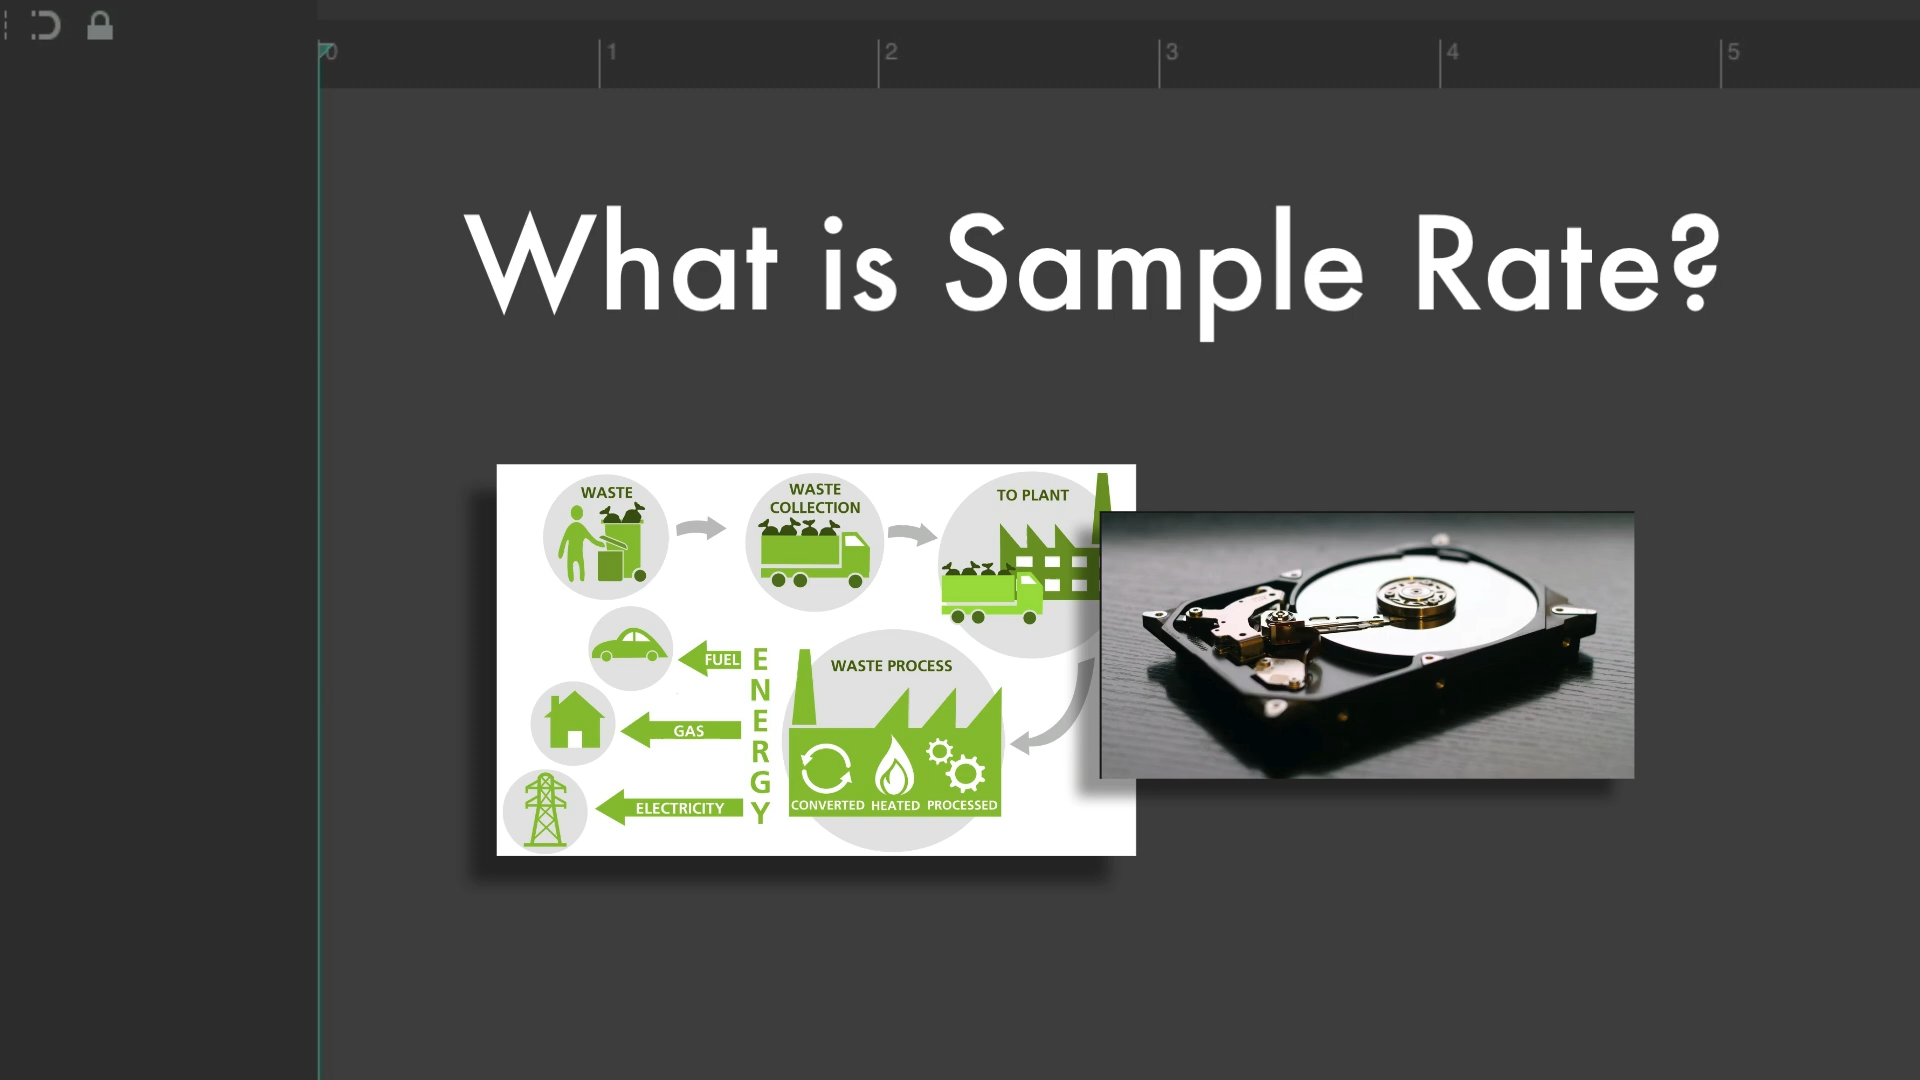 0 1 2 3 4 5
What is Sample Rate?
WASTE
WASTE
COLLECTION
TO PLANT
FUEL
GAS
ELECTRICITY
ENERGY
WASTE PROCESS
CONVERTED HEATED PROCESSED